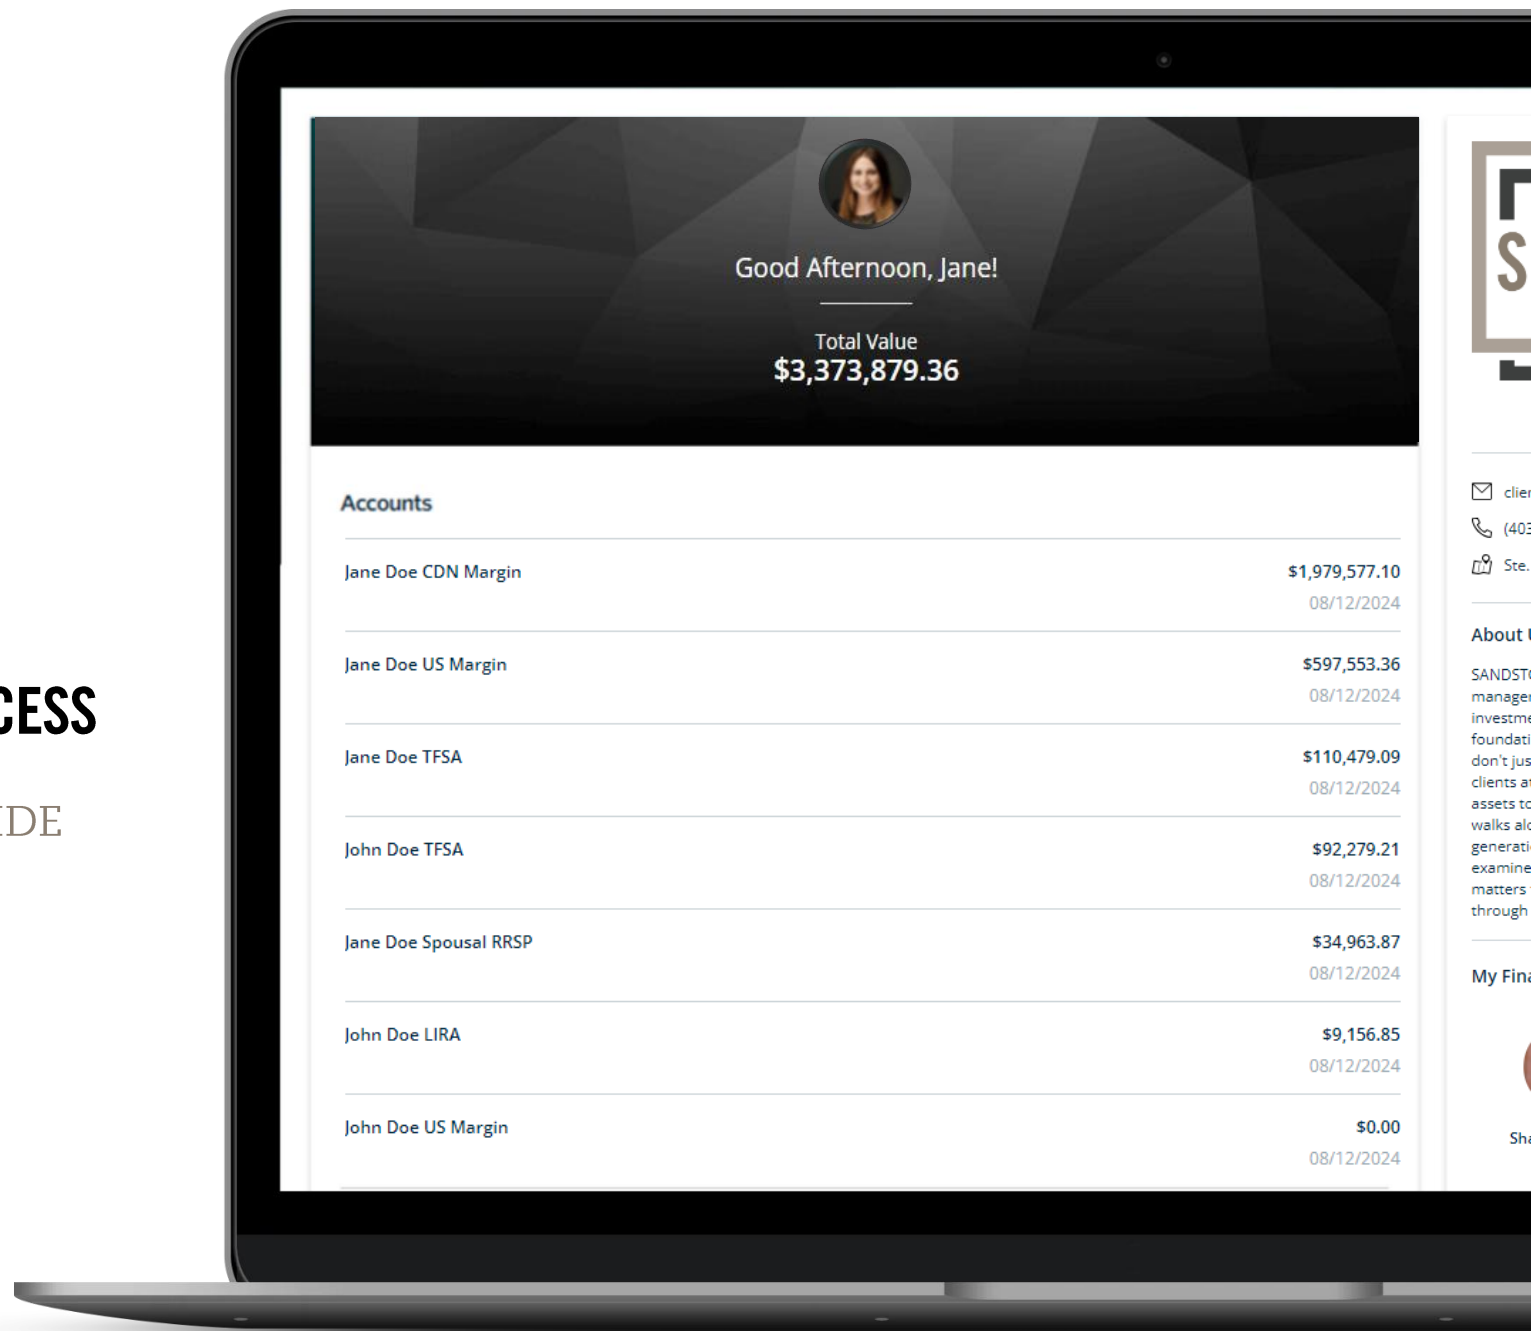 CESS
IDE
Good Afternoon, Jane!
Total Value
$3,373,879.36
Accounts
Jane Doe CDN Margin
$1,979,577.10
08/12/2024
Jane Doe US Margin
$597,553.36
08/12/2024
Jane Doe TFSA
$110,479.09
08/12/2024
John Doe TFSA
$92,279.21
08/12/2024
Jane Doe Spousal RRSP
$34,963.87
08/12/2024
John Doe LIRA
$9,156.85
08/12/2024
John Doe US Margin
$0.00
08/12/2024
S
clien
(403
Ste.
About U
SANDSTO
manager
investme
foundati
don't jus
clients at
assets to
walks alo
generatio
examine
matters
through
My Fina
Sha